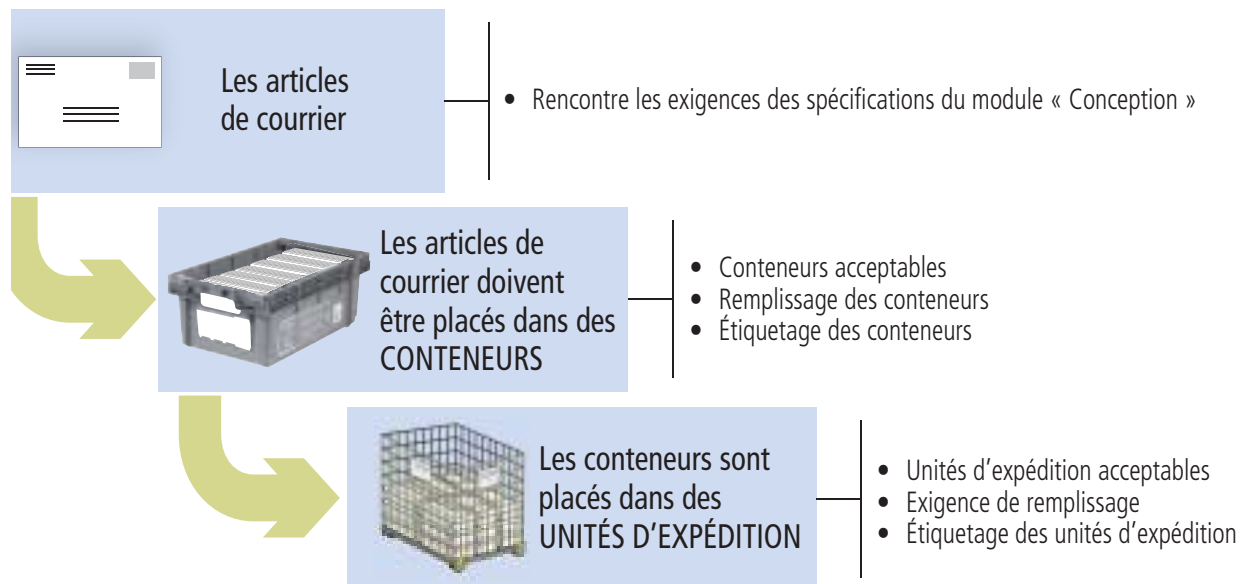 Les articles
de courrier
• Rencontre les exigences des spécifications du module « Conception »
Les articles de
courrier doivent
être placés dans des
CONTENEURS
• Conteneurs acceptables
• Remplissage des conteneurs
• Étiquetage des conteneurs
Les conteneurs sont
placés dans des
UNITÉS D’EXPÉDITION
• Unités d’expédition acceptables
• Exigence de remplissage
• Étiquetage des unités d’expédition